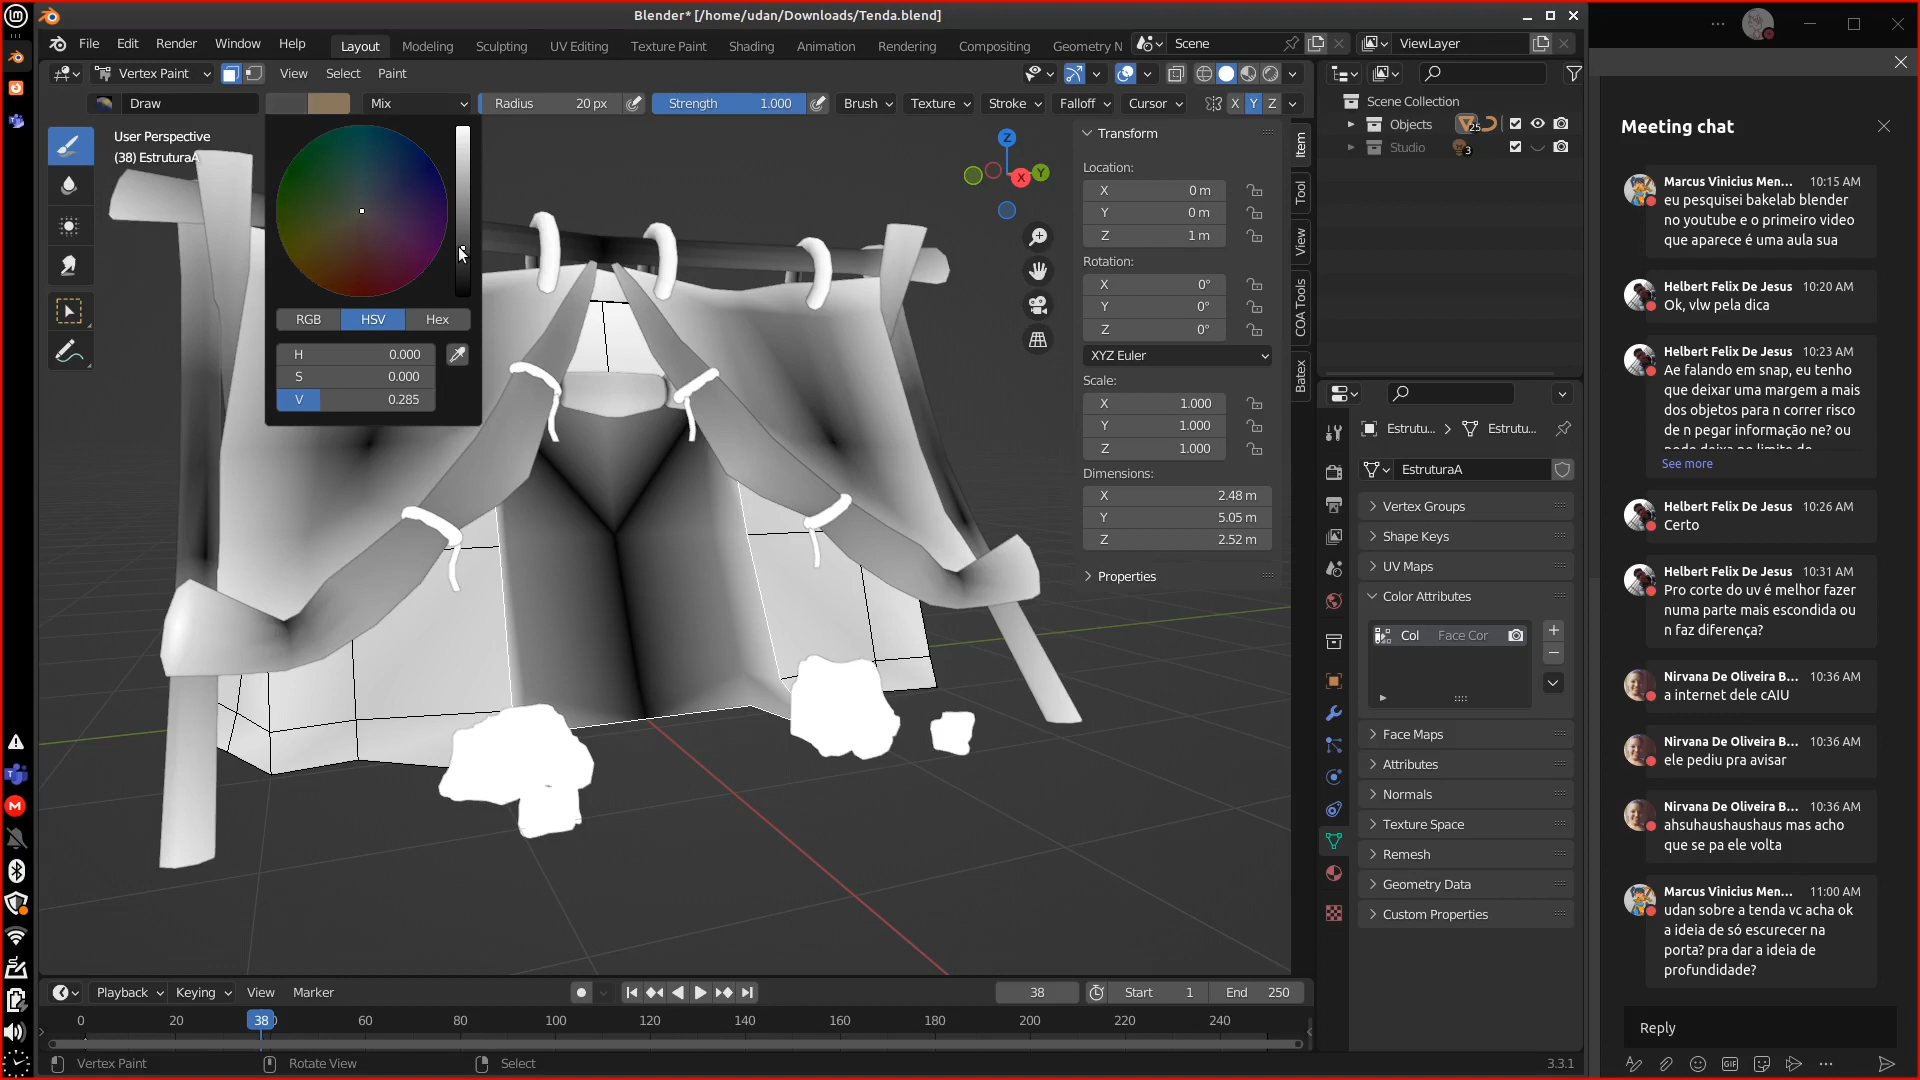 Blender* [/home/udan/Downloads/Tenda.blend]
File Edit Render Window Help Layout Modeling Sculpting UV Editing Texture Paint Shading Animation Rendering Compositing Geometry N Scene ViewLayer
Vertex Paint View Select Paint
Draw Mix Radius 20 px Strength 1.000 Brush Texture Stroke Falloff Cursor X Y Z
User Perspective
(38) EstruturaA
RGB HSV Hex
H 0.000
S 0.000
V 0.285
Z
X
Y
Transform
Location:
X 0 m
Y 0 m
Z 1 m
Rotation:
X 0°
Y 0°
Z 0°
XYZ Euler
Scale:
X 1.000
Y 1.000
Z 1.000
Dimensions:
X 2.48 m
Y 5.05 m
Z 2.52 m
Properties
Item
Tool
View
COA Tools
Batex
Scene Collection
Objects 25
Studio 3
Estrutu... Estrutu...
EstruturaA
Vertex Groups
Shape Keys
UV Maps
Color Attributes
Col Face Cor
Face Maps
Attributes
Normals
Texture Space
Remesh
Geometry Data
Custom Properties
Playback Keying View Marker 38 Start 1 End 250
0 20 38 60 80 100 120 140 160 180 200 220 240
Vertex Paint Rotate View Select 3.3.1
Meeting chat
Marcus Vinicius Men... 10:15 AM
eu pesquisei bakelab blender
no youtube e o primeiro video
que aparece é uma aula sua
Helbert Felix De Jesus 10:20 AM
Ok, vlw pela dica
Helbert Felix De Jesus 10:23 AM
Ae falando em snap, eu tenho
que deixar uma margem a mais
dos objetos para n correr risco
de n pegar informação ne? ou
pode deixa no limite do
See more
Helbert Felix De Jesus 10:26 AM
Certo
Helbert Felix De Jesus 10:31 AM
Pro corte do uv é melhor fazer
numa parte mais escondida ou
n faz diferença?
Nirvana De Oliveira B... 10:36 AM
a internet dele cAIU
Nirvana De Oliveira B... 10:36 AM
ele pediu pra avisar
Nirvana De Oliveira B... 10:36 AM
ahsuhaushaushaus mas acho
que se pa ele volta
Marcus Vinicius Men... 11:00 AM
udan sobre a tenda vc acha ok
a ideia de só escurecer na
porta? pra dar a ideia de
profundidade?
Reply
GIF